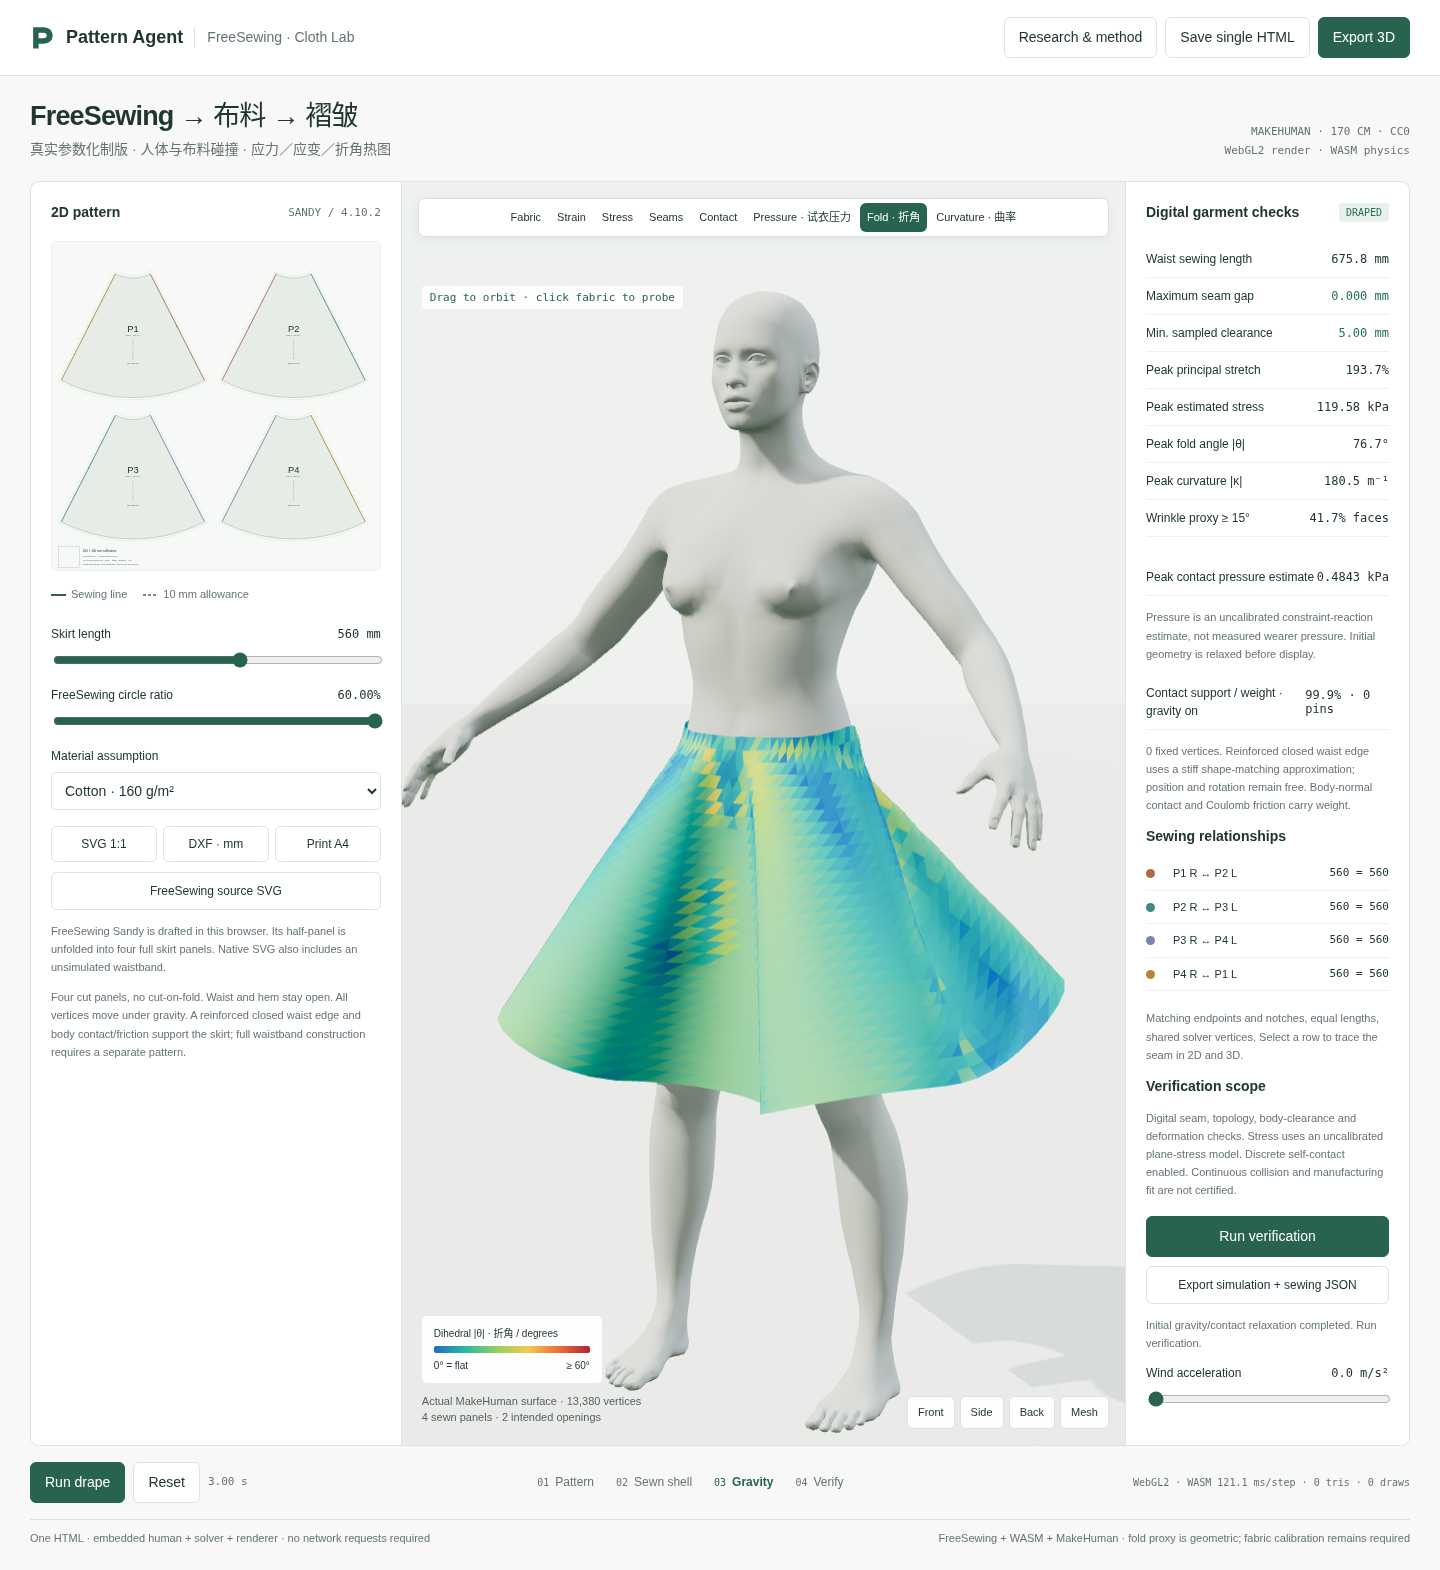 Pattern Agent
FreeSewing · Cloth Lab
Research & method
Save single HTML
Export 3D
FreeSewing → 布料 → 褶皱
真实参数化制版 · 人体与布料碰撞 · 应力／应变／折角热图
MAKEHUMAN · 170 CM · CC0
WebGL2 render · WASM physics
2D pattern
SANDY / 4.10.2
P1
P2
P3
P4
Sewing line
10 mm allowance
Skirt length
560 mm
FreeSewing circle ratio
60.00%
Material assumption
Cotton · 160 g/m²
SVG 1:1
DXF · mm
Print A4
FreeSewing source SVG
FreeSewing Sandy is drafted in this browser. Its half-panel is
unfolded into four full skirt panels. Native SVG also includes an
unsimulated waistband.
Four cut panels, no cut-on-fold. Waist and hem stay open. All
vertices move under gravity. A reinforced closed waist edge and
body contact/friction support the skirt; full waistband construction
requires a separate pattern.
Fabric
Strain
Stress
Seams
Contact
Pressure · 试衣压力
Fold · 折角
Curvature · 曲率
Drag to orbit · click fabric to probe
Dihedral |θ| · 折角 / degrees
0° = flat
≥ 60°
Actual MakeHuman surface · 13,380 vertices
4 sewn panels · 2 intended openings
Front
Side
Back
Mesh
Digital garment checks
DRAPED
Waist sewing length
675.8 mm
Maximum seam gap
0.000 mm
Min. sampled clearance
5.00 mm
Peak principal stretch
193.7%
Peak estimated stress
119.58 kPa
Peak fold angle |θ|
76.7°
Peak curvature |κ|
180.5 m⁻¹
Wrinkle proxy ≥ 15°
41.7% faces
Peak contact pressure estimate
0.4843 kPa
Pressure is an uncalibrated constraint-reaction
estimate, not measured wearer pressure. Initial
geometry is relaxed before display.
Contact support / weight ·
gravity on
99.9% · 0
pins
0 fixed vertices. Reinforced closed waist edge
uses a stiff shape-matching approximation;
position and rotation remain free. Body-normal
contact and Coulomb friction carry weight.
Sewing relationships
P1 R ↔ P2 L
560 = 560
P2 R ↔ P3 L
560 = 560
P3 R ↔ P4 L
560 = 560
P4 R ↔ P1 L
560 = 560
Matching endpoints and notches, equal lengths,
shared solver vertices. Select a row to trace the
seam in 2D and 3D.
Verification scope
Digital seam, topology, body-clearance and
deformation checks. Stress uses an uncalibrated
plane-stress model. Discrete self-contact
enabled. Continuous collision and manufacturing
fit are not certified.
Run verification
Export simulation + sewing JSON
Initial gravity/contact relaxation completed. Run
verification.
Wind acceleration
0.0 m/s²
Run drape
Reset
3.00 s
01 Pattern
02 Sewn shell
03 Gravity
04 Verify
WebGL2 · WASM 121.1 ms/step · 0 tris · 0 draws
One HTML · embedded human + solver + renderer · no network requests required
FreeSewing + WASM + MakeHuman · fold proxy is geometric; fabric calibration remains required